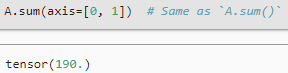 A.sum(axis=[0, 1])  # Same as `A.sum()`
tensor(190.)